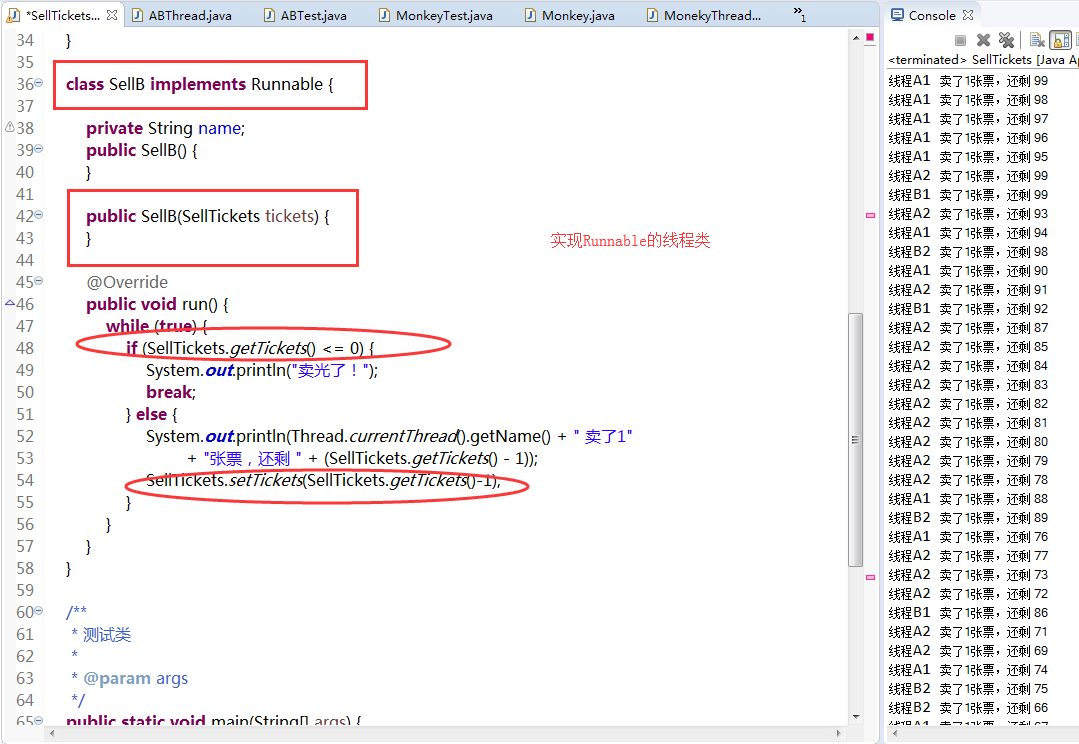 *SellTickets... ABThread.java ABTest.java MonkeyTest.java Monkey.java MonekyThread... »1
34 }
35
36 class SellB implements Runnable {
37
38 private String name;
39 public SellB() {
40 }
41
42 public SellB(SellTickets tickets) {
43 }
44
实现Runnable的线程类
45 @Override
46 public void run() {
47 while (true) {
48 if (SellTickets.getTickets() <= 0) {
49 System.out.println("卖光了！");
50 break;
51 } else {
52 System.out.println(Thread.currentThread().getName() + " 卖了1"
53 + "张票，还剩 " + (SellTickets.getTickets() - 1));
54 SellTickets.setTickets(SellTickets.getTickets()-1);
55 }
56 }
57 }
58 }
59
60 /**
61 * 测试类
62 *
63 * @param args
64 */
65 public static void main(String[] args) {
Console
<terminated> SellTickets [Java Ap
线程A1 卖了1张票，还剩 99
线程A1 卖了1张票，还剩 98
线程A1 卖了1张票，还剩 97
线程A1 卖了1张票，还剩 96
线程A1 卖了1张票，还剩 95
线程A2 卖了1张票，还剩 99
线程B1 卖了1张票，还剩 99
线程A2 卖了1张票，还剩 93
线程A1 卖了1张票，还剩 94
线程B2 卖了1张票，还剩 98
线程A1 卖了1张票，还剩 90
线程A2 卖了1张票，还剩 91
线程B1 卖了1张票，还剩 92
线程A2 卖了1张票，还剩 87
线程A2 卖了1张票，还剩 85
线程A2 卖了1张票，还剩 84
线程A2 卖了1张票，还剩 83
线程A2 卖了1张票，还剩 82
线程A2 卖了1张票，还剩 81
线程A2 卖了1张票，还剩 80
线程A2 卖了1张票，还剩 79
线程A2 卖了1张票，还剩 78
线程A1 卖了1张票，还剩 88
线程B2 卖了1张票，还剩 89
线程A1 卖了1张票，还剩 76
线程A2 卖了1张票，还剩 77
线程A2 卖了1张票，还剩 73
线程A2 卖了1张票，还剩 72
线程B1 卖了1张票，还剩 86
线程A2 卖了1张票，还剩 71
线程A2 卖了1张票，还剩 69
线程A1 卖了1张票，还剩 74
线程B2 卖了1张票，还剩 75
线程B2 卖了1张票，还剩 66
线程A1 卖了1张票，还剩 67